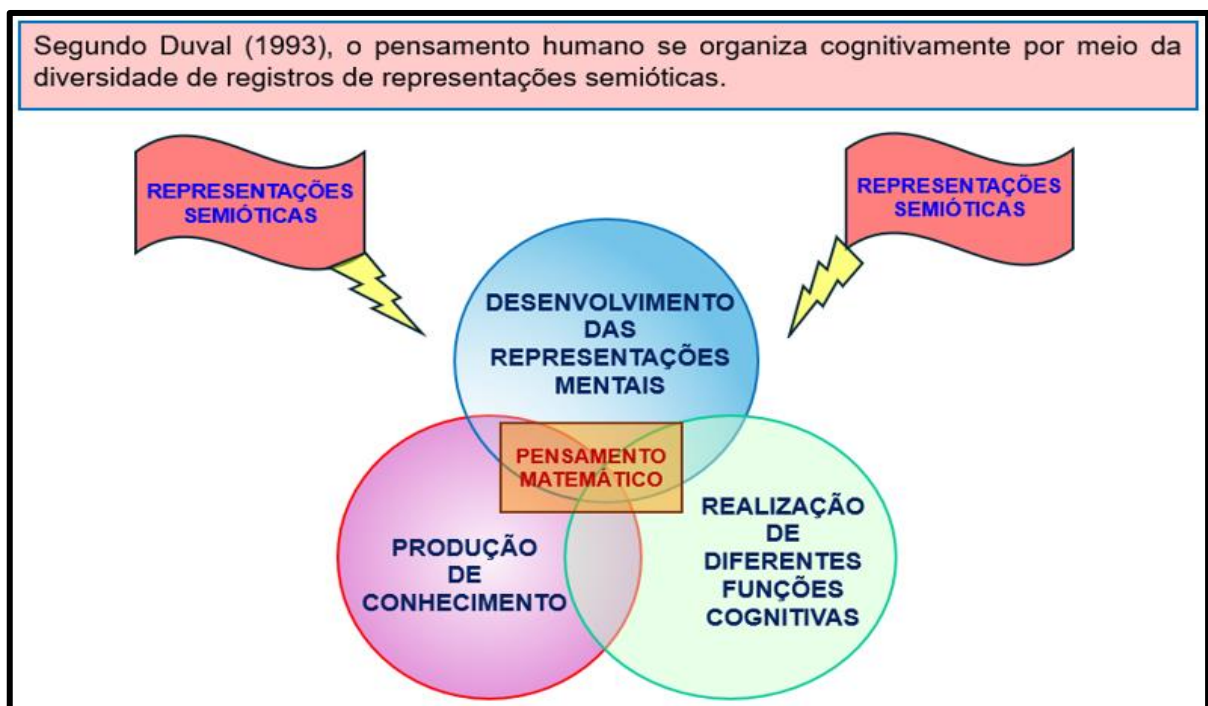 Segundo Duval (1993), o pensamento humano se organiza cognitivamente por meio da
diversidade de registros de representações semióticas.
REPRESENTAÇÕES
SEMIÓTICAS
REPRESENTAÇÕES
SEMIÓTICAS
DESENVOLVIMENTO
DAS
REPRESENTAÇÕES
MENTAIS
PENSAMENTO
MATEMÁTICO
PRODUÇÃO
DE
CONHECIMENTO
REALIZAÇÃO
DE
DIFERENTES
FUNÇÕES
COGNITIVAS